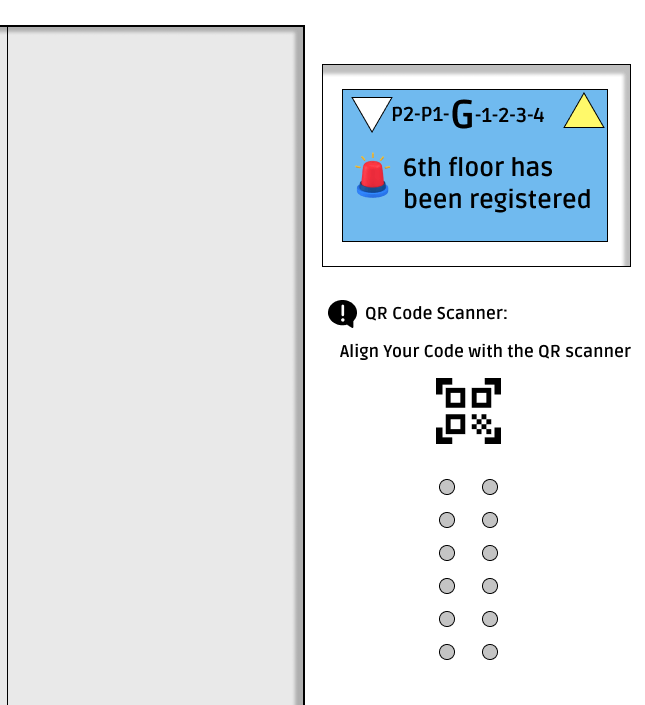 P2-P1-G-1-2-3-4
6th floor has
been registered
QR Code Scanner:
Align Your Code with the QR scanner